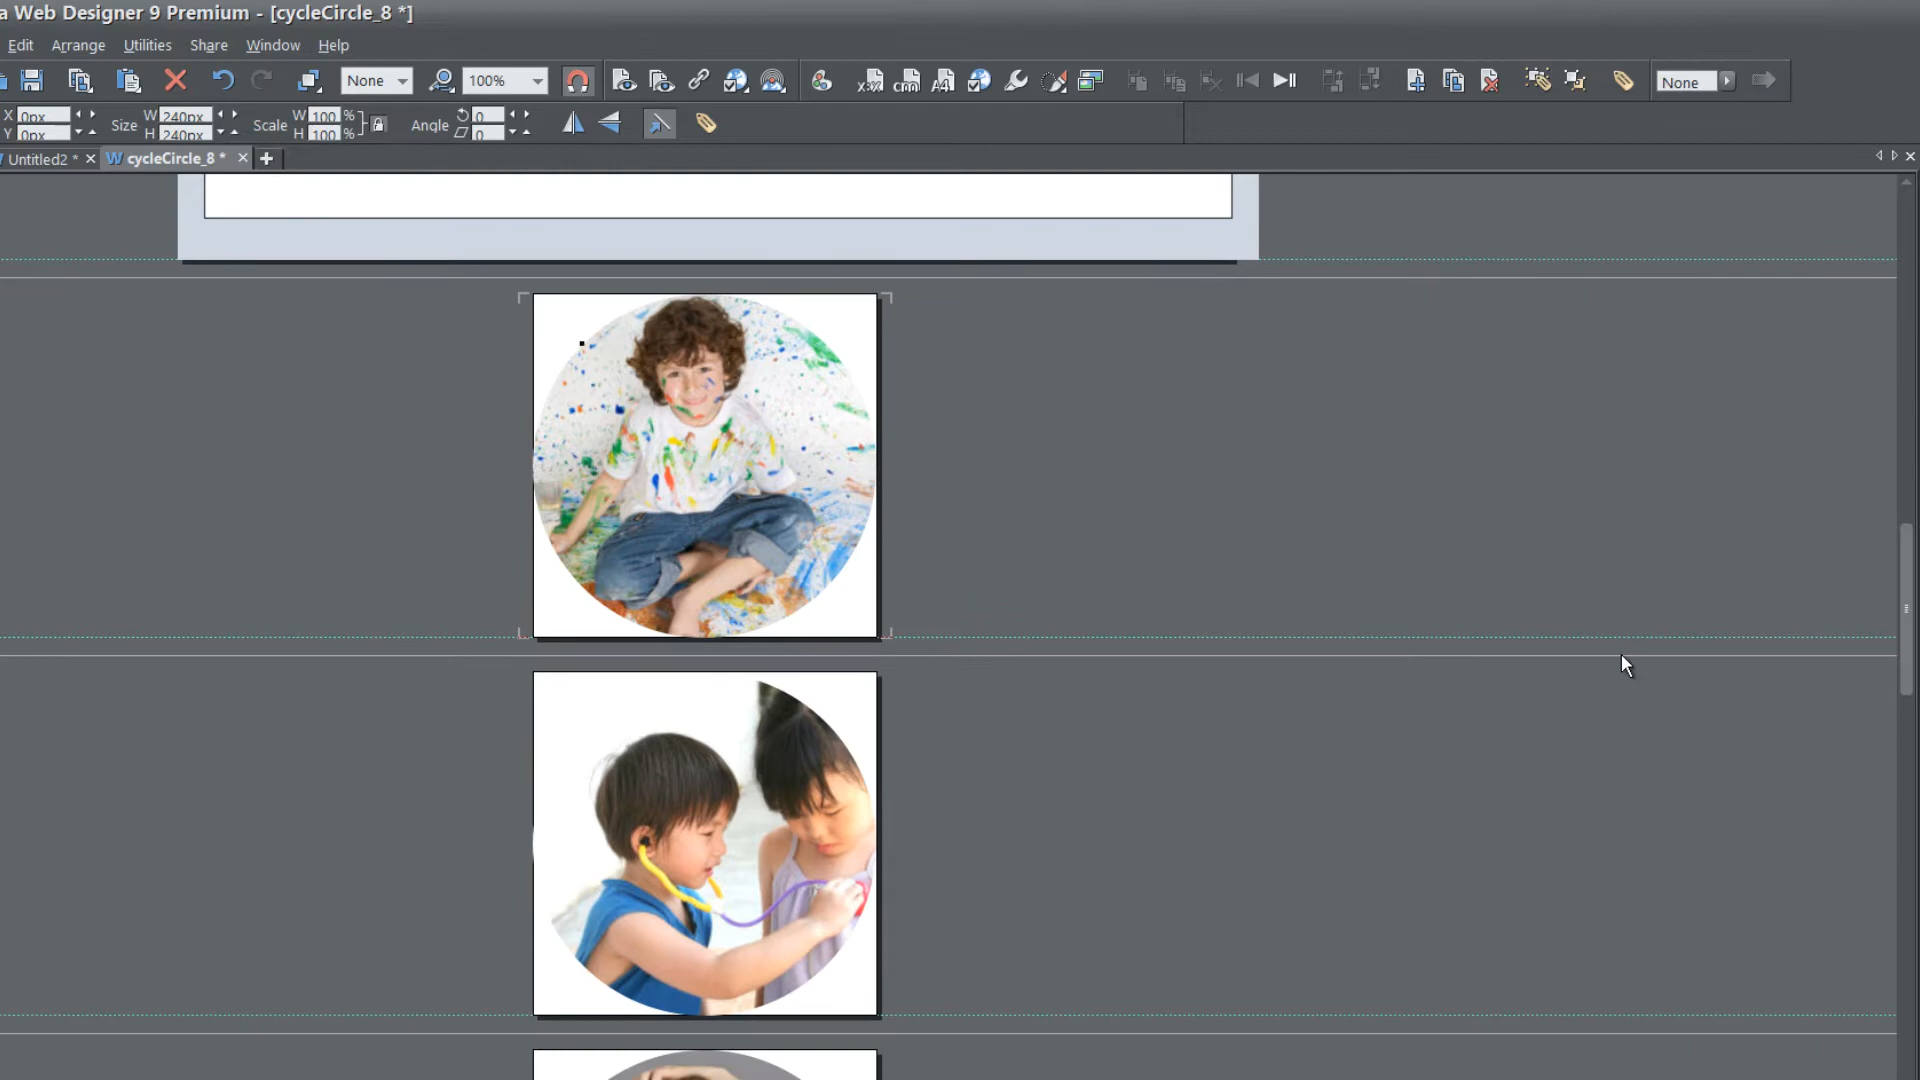 a Web Designer 9 Premium - [cycleCircle_8 *]
Edit Arrange Utilities Share Window Help
None 100% None
X 0px W 240px W 100 % 0
Size Scale Angle
Y 0px H 240px H 100 % 0
Untitled2 * cycleCircle_8 *